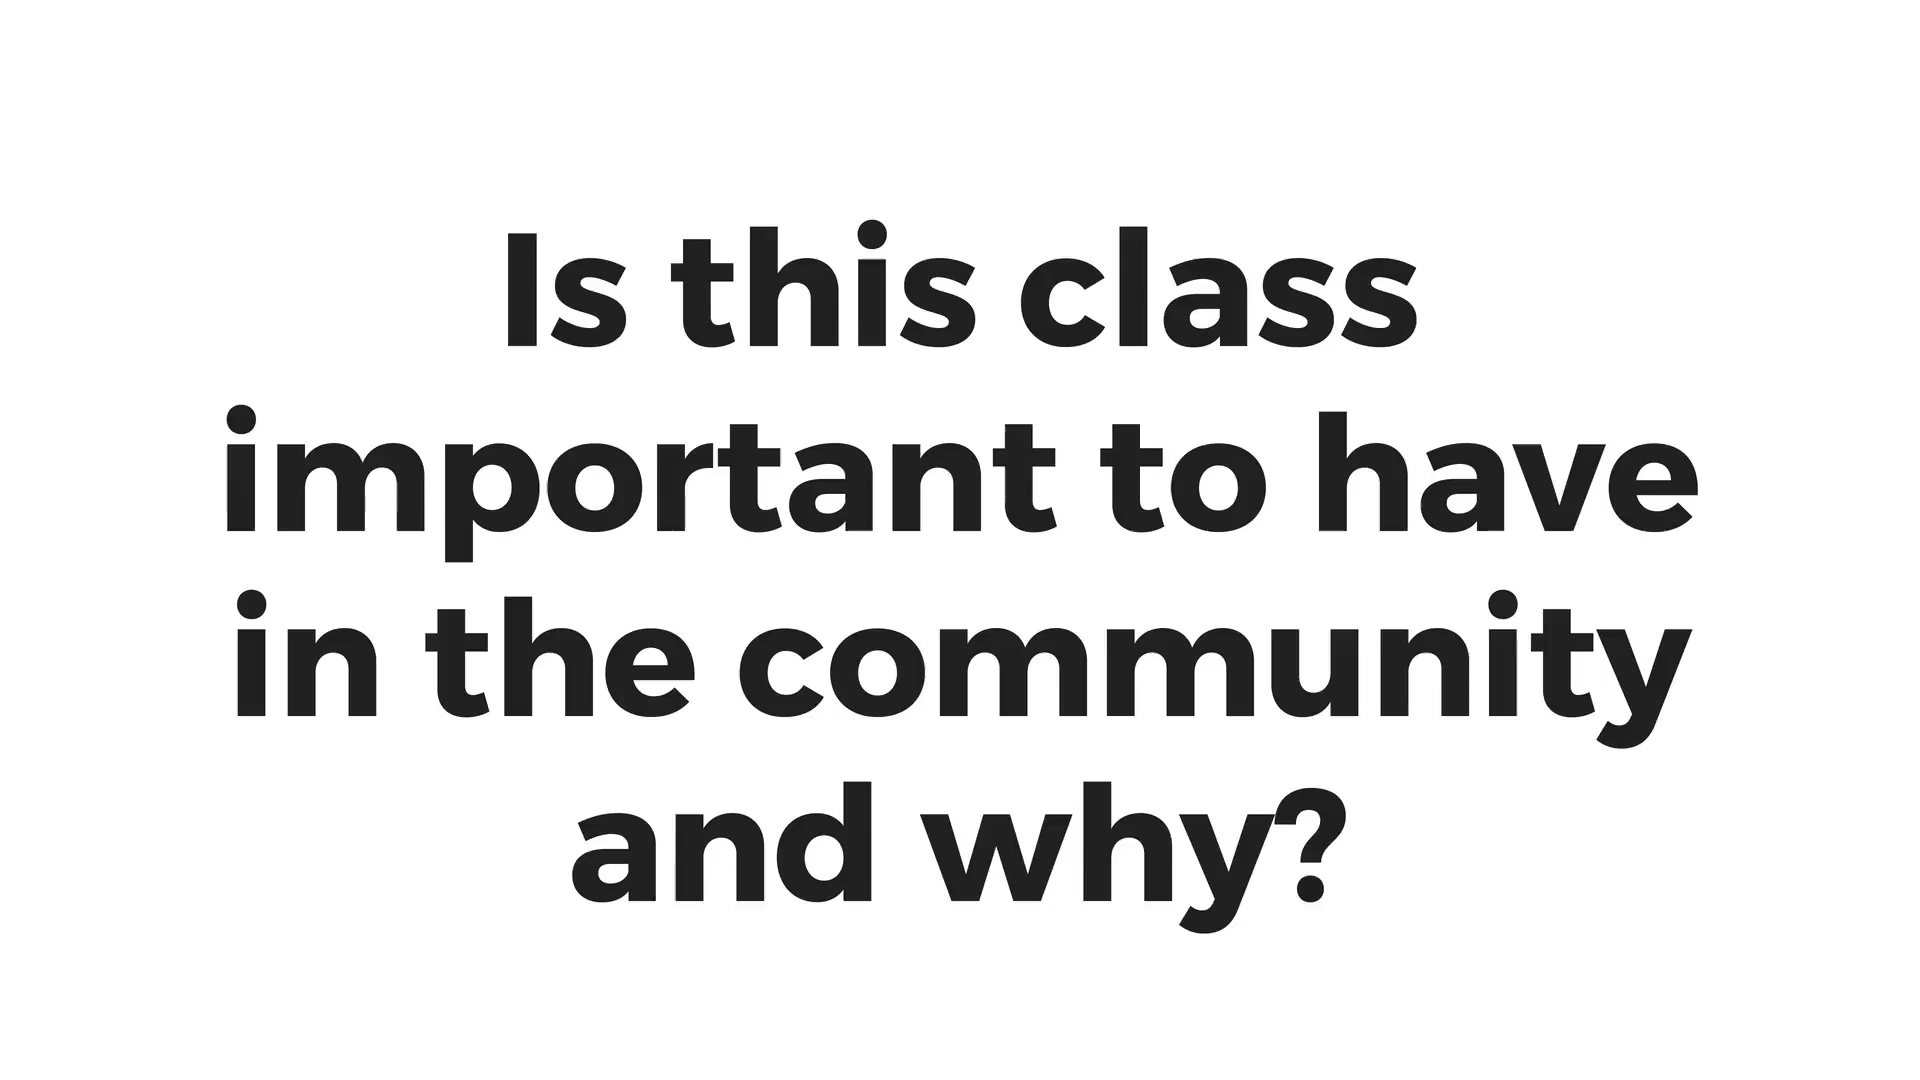 Is this class
important to have
in the community
and why?